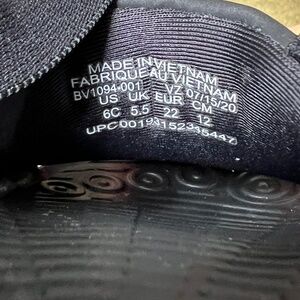 MADE IN VIETNAM
FABRIQUE AU VIETNAM
BV1094-001 VZ 07/15/20
US UK EUR CM
6C 5.5 22 12
UPC00193152345447